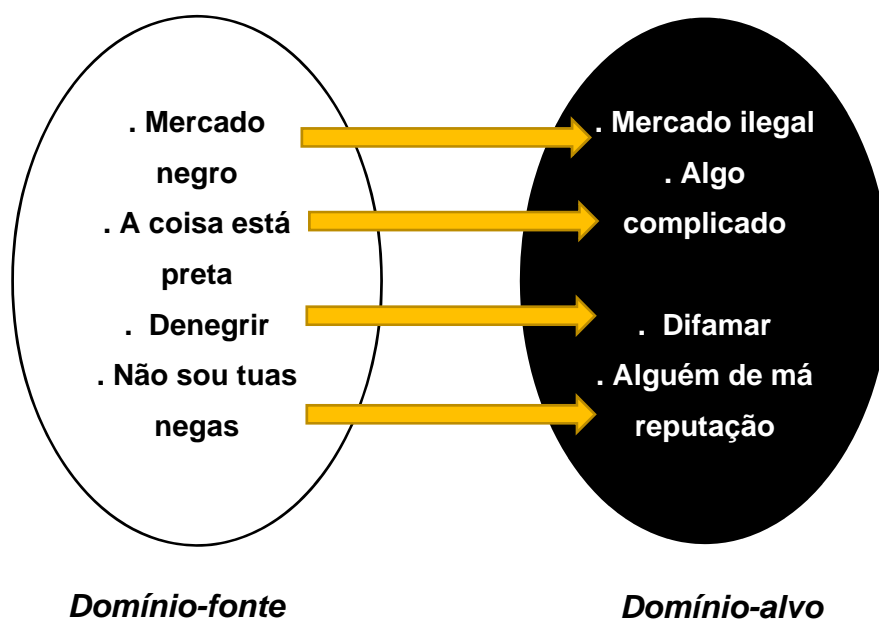 . Mercado
negro
. A coisa está
preta
. Denegrir
. Não sou tuas
negas
. Mercado ilegal
. Algo
complicado
. Difamar
. Alguém de má
reputação
Domínio-fonte
Domínio-alvo